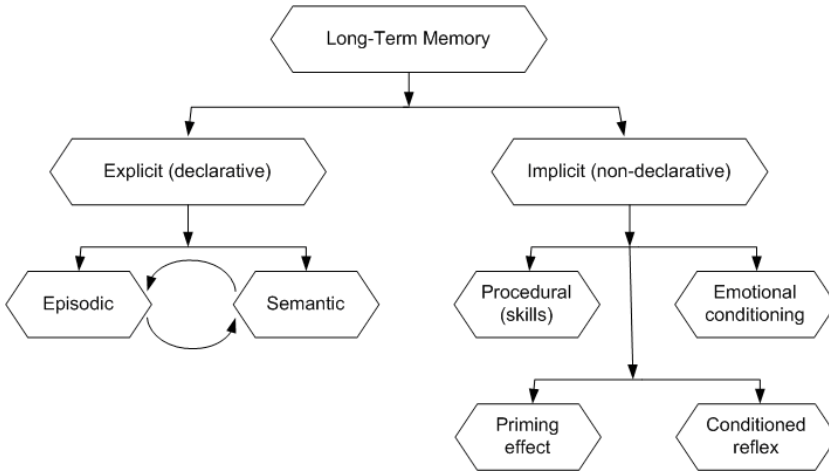 Long-Term Memory
Explicit (declarative)
Implicit (non-declarative)
Episodic
Semantic
Procedural
(skills)
Emotional
conditioning
Priming
effect
Conditioned
reflex